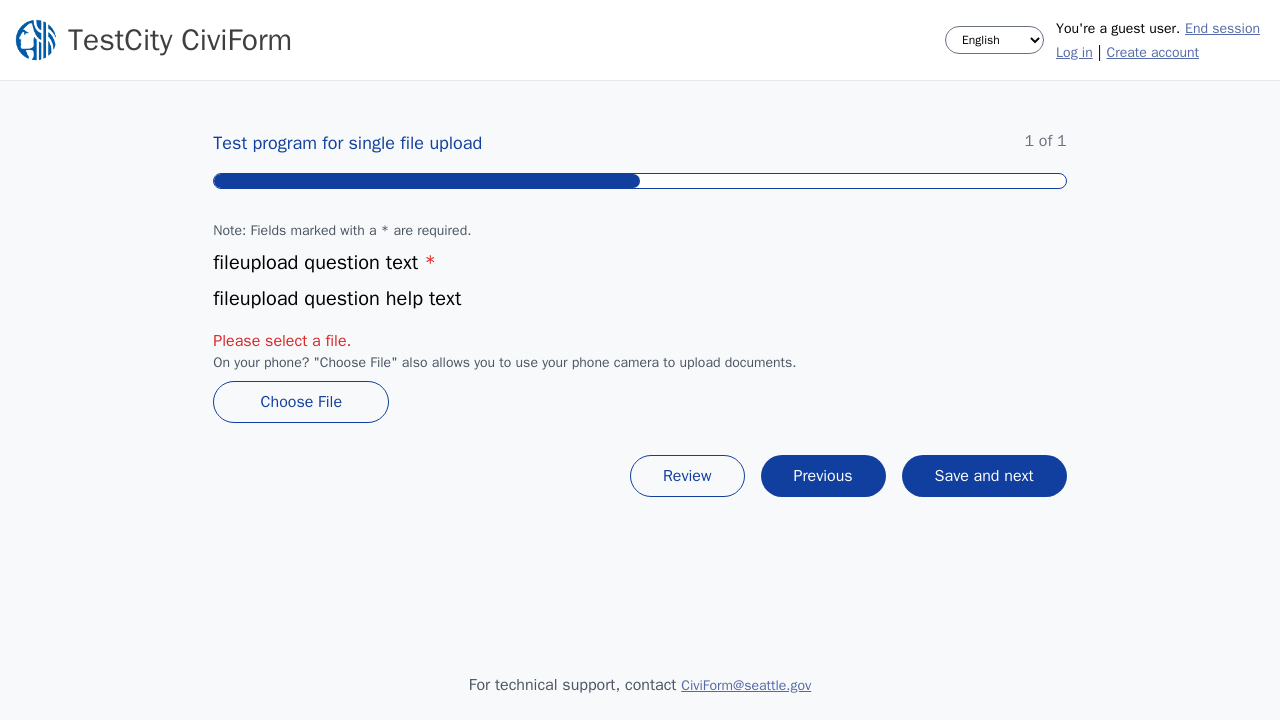 TestCity CiviForm
English
You're a guest user. End session
Log in | Create account
Test program for single file upload
1 of 1
Note: Fields marked with a * are required.
fileupload question text *
fileupload question help text
Please select a file.
On your phone? "Choose File" also allows you to use your phone camera to upload documents.
Choose File
Review
Previous
Save and next
For technical support, contact CiviForm@seattle.gov